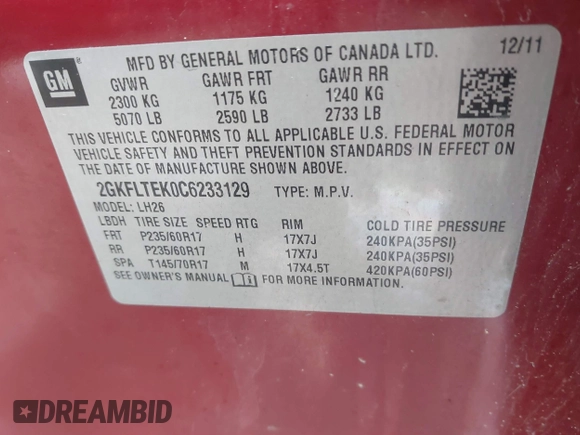 MFD BY GENERAL MOTORS OF CANADA LTD. 12/11
GM
GVWR GAWR FRT GAWR RR
2300 KG 1175 KG 1240 KG
5070 LB 2590 LB 2733 LB
THIS VEHICLE CONFORMS TO ALL APPLICABLE U.S. FEDERAL MOTOR
VEHICLE SAFETY AND THEFT PREVENTION STANDARDS IN EFFECT ON
THE DATE OF MANUFACTURE SHOWN ABOVE.
2GKFLTEK0C6233129 TYPE: M.P.V.
MODEL: LH26
LBDH TIRE SIZE SPEED RTG RIM COLD TIRE PRESSURE
FRT P235/60R17 H 17X7J 240KPA(35PSI)
RR P235/60R17 H 17X7J 240KPA(35PSI)
SPA T145/70R17 M 17X4.5T 420KPA(60PSI)
SEE OWNER'S MANUAL FOR MORE INFORMATION.
DREAMBID